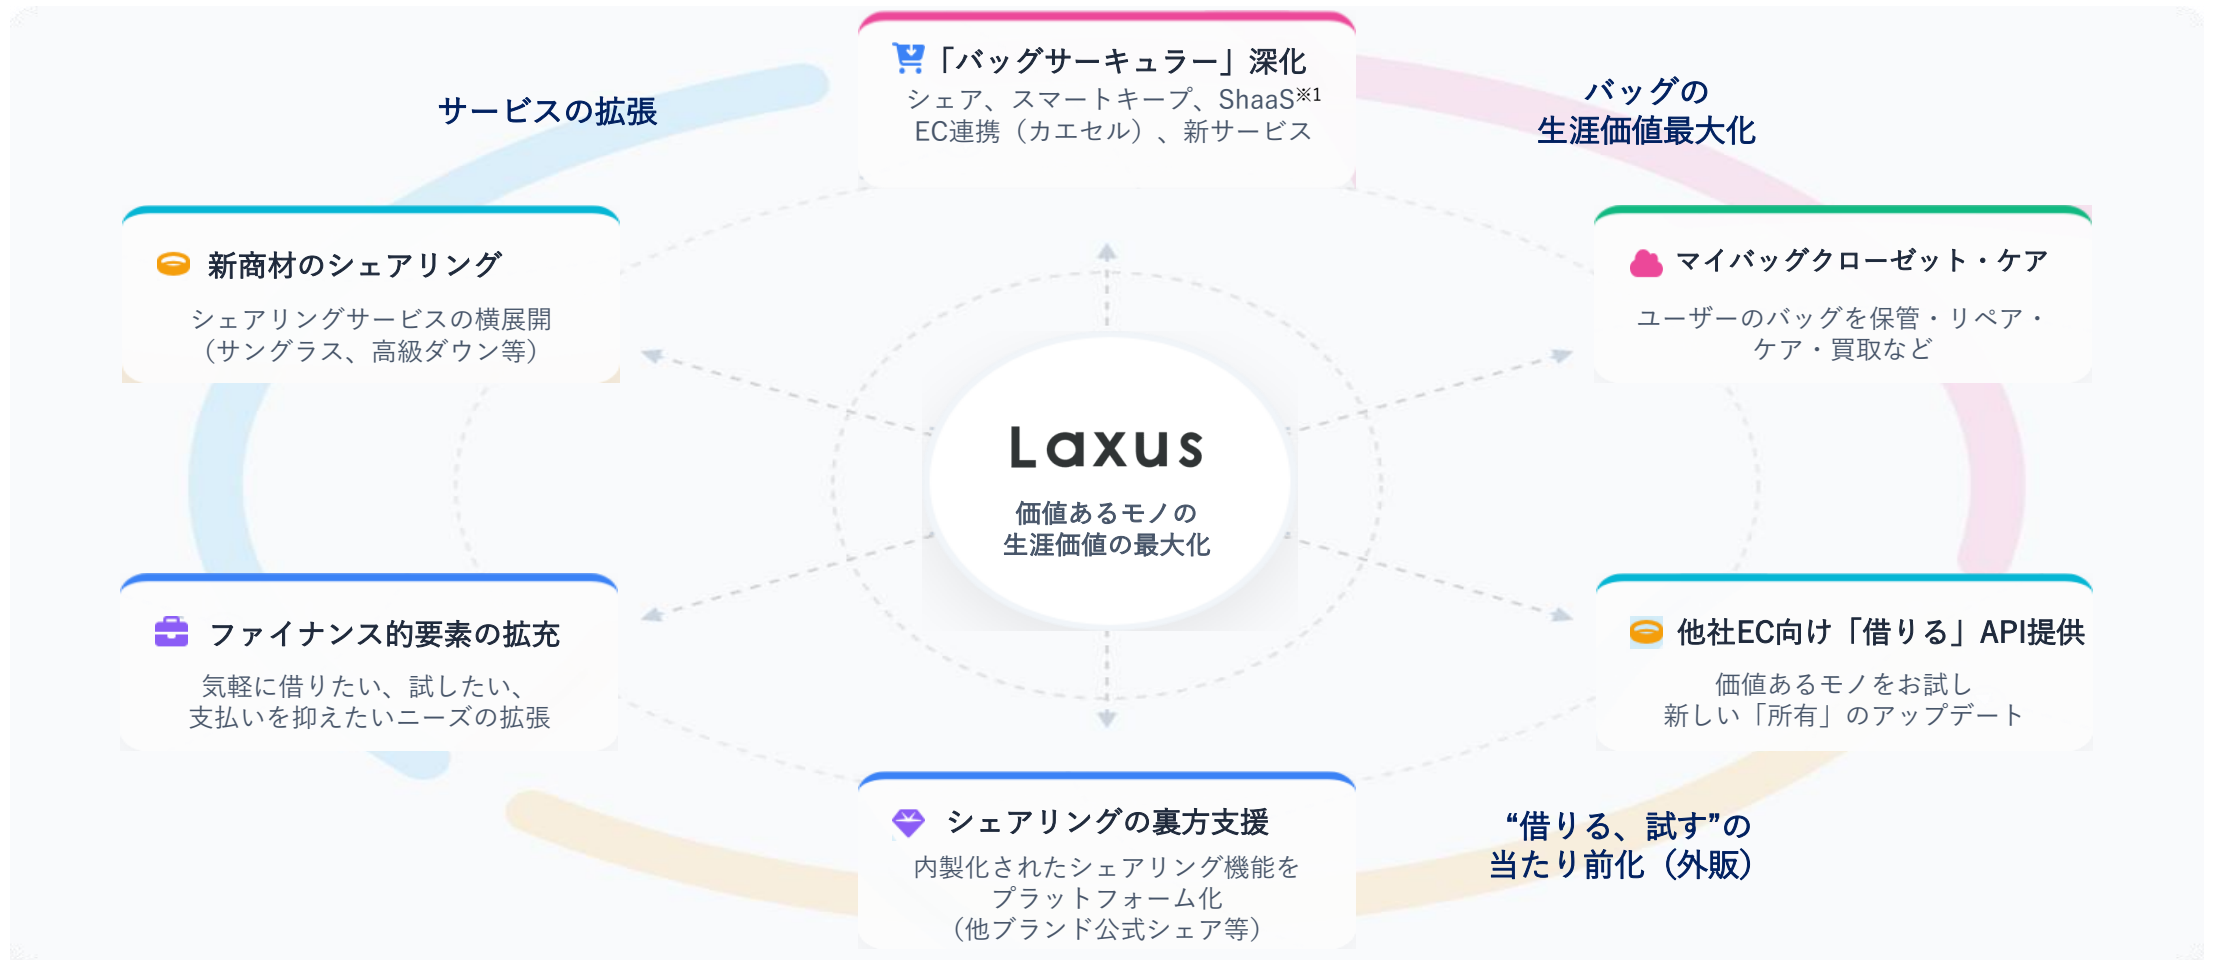 「バッグサーキュラー」深化
シェア、スマートキープ、ShaaS※1
EC連携（カエセル）、新サービス
サービスの拡張
バッグの
生涯価値最大化
新商材のシェアリング
シェアリングサービスの横展開
（サングラス、高級ダウン等）
マイバッグクローゼット・ケア
ユーザーのバッグを保管・リペア・
ケア・買取など
Laxus
価値あるモノの
生涯価値の最大化
ファイナンス的要素の拡充
気軽に借りたい、試したい、
支払いを抑えたいニーズの拡張
他社EC向け「借りる」API提供
価値あるモノをお試し
新しい「所有」のアップデート
シェアリングの裏方支援
内製化されたシェアリング機能を
プラットフォーム化
（他ブランド公式シェア等）
“借りる、試す”の
当たり前化（外販）